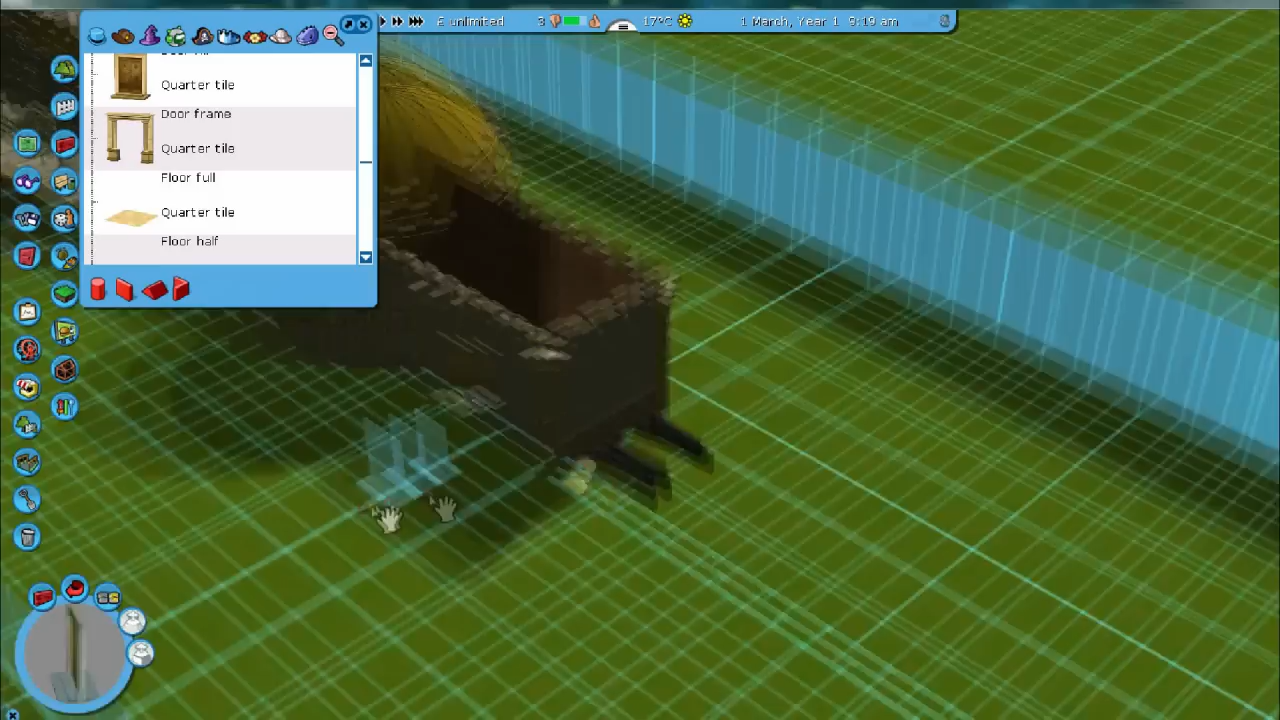 £ unlimited
3
17°C
1 March, Year 1 9:19 am
Quarter tile
Door frame
Quarter tile
Floor full
Quarter tile
Floor half